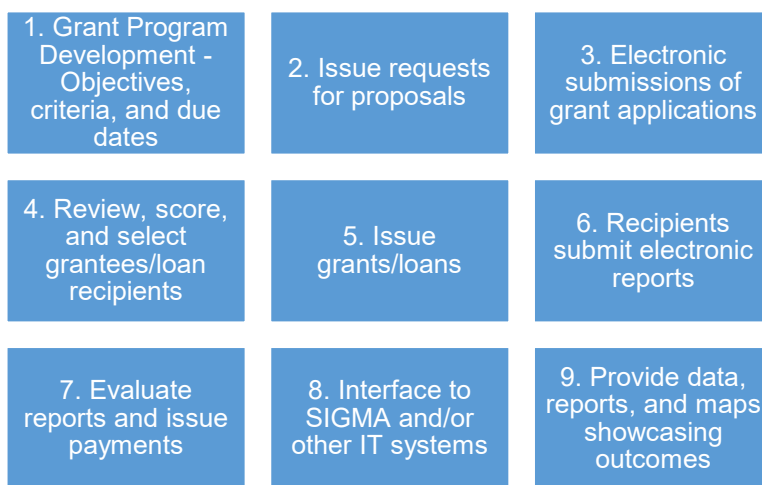 1. Grant Program
Development -
Objectives,
criteria, and due
dates
2. Issue requests
for proposals
3. Electronic
submissions of
grant applications
4. Review, score,
and select
grantees/loan
recipients
5. Issue
grants/loans
6. Recipients
submit electronic
reports
7. Evaluate
reports and issue
payments
8. Interface to
SIGMA and/or
other IT systems
9. Provide data,
reports, and maps
showcasing
outcomes